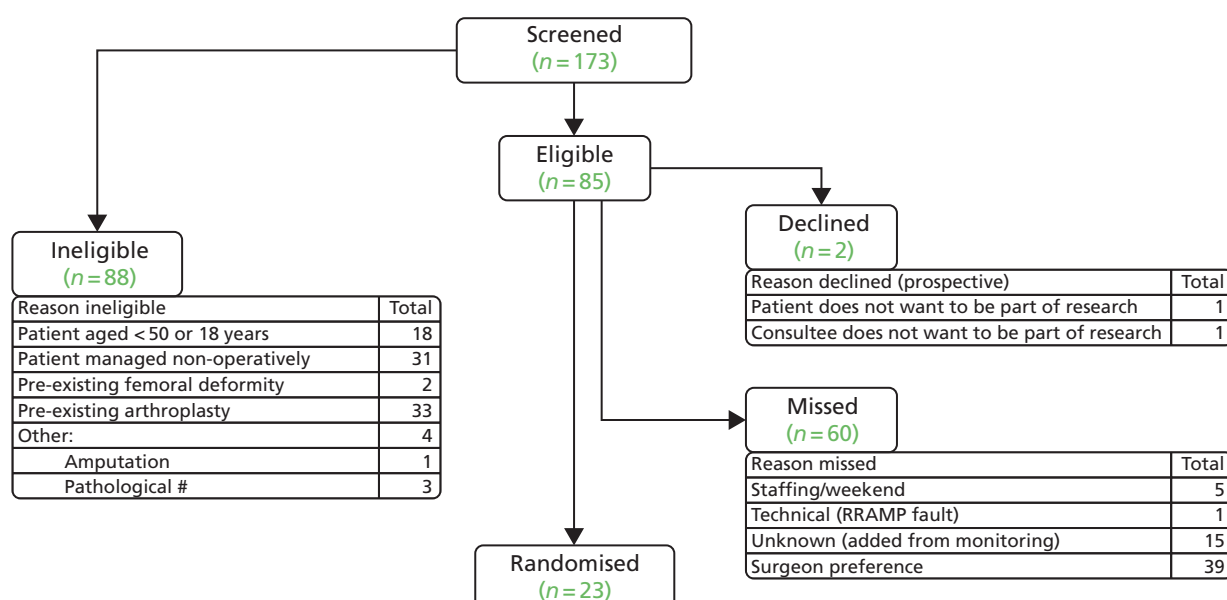 Screened
(n = 173)
Eligible
(n = 85)
Ineligible
(n = 88)
Reason ineligible Total
Patient aged < 50 or 18 years 18
Patient managed non-operatively 31
Pre-existing femoral deformity 2
Pre-existing arthroplasty 33
Other: 4
Amputation 1
Pathological # 3
Declined
(n = 2)
Reason declined (prospective) Total
Patient does not want to be part of research 1
Consultee does not want to be part of research 1
Missed
(n = 60)
Reason missed Total
Staffing/weekend 5
Technical (RRAMP fault) 1
Unknown (added from monitoring) 15
Surgeon preference 39
Randomised
(n = 23)